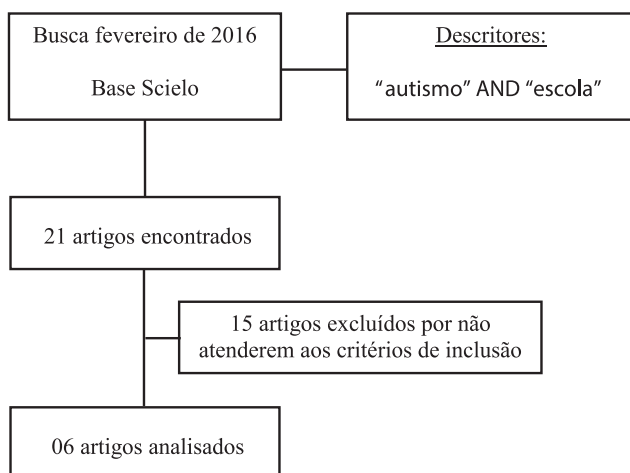 Busca fevereiro de 2016
Base Scielo
Descritores:
“autismo” AND “escola”
21 artigos encontrados
15 artigos excluídos por não
atenderem aos critérios de inclusão
06 artigos analisados